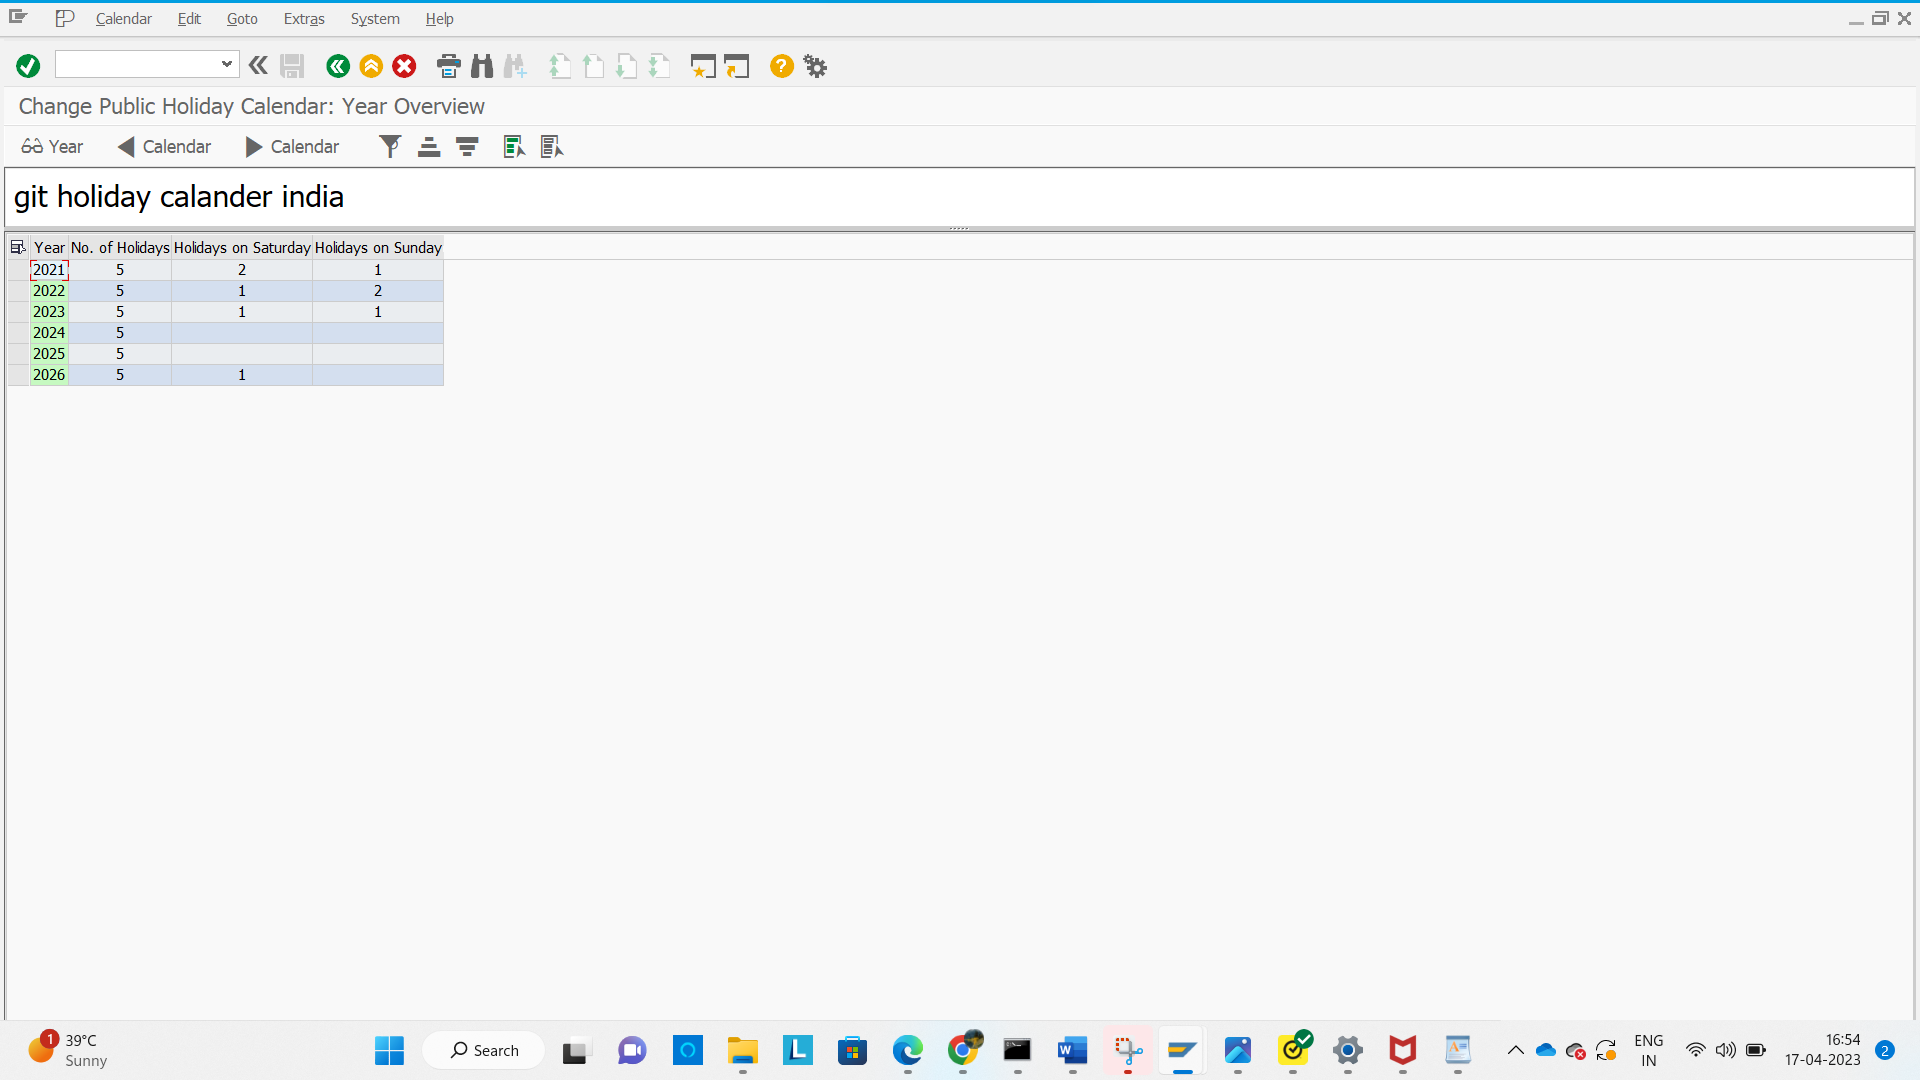 Calendar Edit Goto Extras System Help
Change Public Holiday Calendar: Year Overview
Year Calendar Calendar
git holiday calander india
Year No. of Holidays Holidays on Saturday Holidays on Sunday
2021 5 2 1
2022 5 1 2
2023 5 1 1
2024 5
2025 5
2026 5 1
1 39°C
Sunny
Search
ENG
IN
16:54
17-04-2023
2